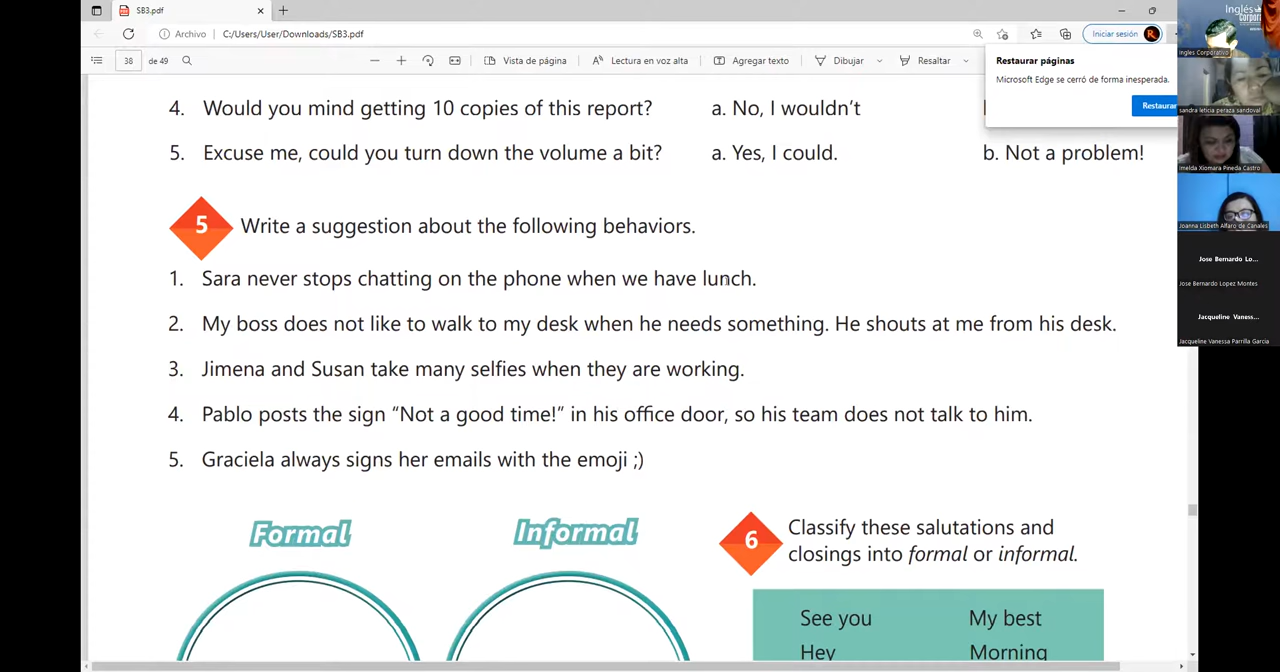 SB3.pdf
Archivo
C:/Users/User/Downloads/SB3.pdf
Iniciar sesión
38
de 49
Vista de página
Lectura en voz alta
Agregar texto
Dibujar
Resaltar
Restaurar páginas
Microsoft Edge se cerró de forma inesperada.
Restaurar
4. Would you mind getting 10 copies of this report? a. No, I wouldn't
5. Excuse me, could you turn down the volume a bit? a. Yes, I could. b. Not a problem!
5 Write a suggestion about the following behaviors.
1. Sara never stops chatting on the phone when we have lunch.
2. My boss does not like to walk to my desk when he needs something. He shouts at me from his desk.
3. Jimena and Susan take many selfies when they are working.
4. Pablo posts the sign “Not a good time!” in his office door, so his team does not talk to him.
5. Graciela always signs her emails with the emoji ;)
Formal
Informal
6 Classify these salutations and
closings into formal or informal.
See you My best
Hey Morning
Inglés
Corpor
Ingles Corporativo
sandra leticia peraza sandoval
Imelda Xiomara Pineda Castro
Joanna Lisbeth Alfaro de Canales
Jose Bernardo Lo...
Jose Bernardo Lopez Montes
Jacqueline Vaness...
Jacqueline Vanessa Parrilla Garcia